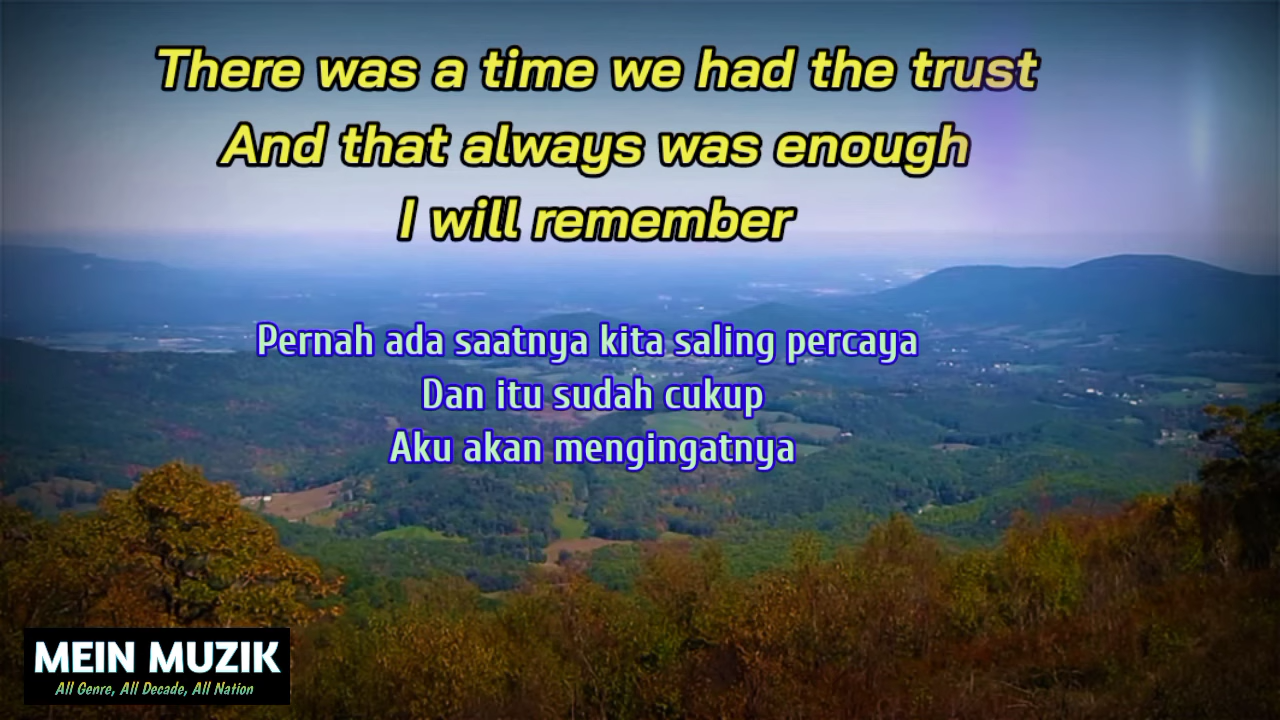 There was a time we had the trust
And that always was enough
I will remember
Pernah ada saatnya kita saling percaya
Dan itu sudah cukup
Aku akan mengingatnya
MEIN MUZIK
All Genre, All Decade, All Nation